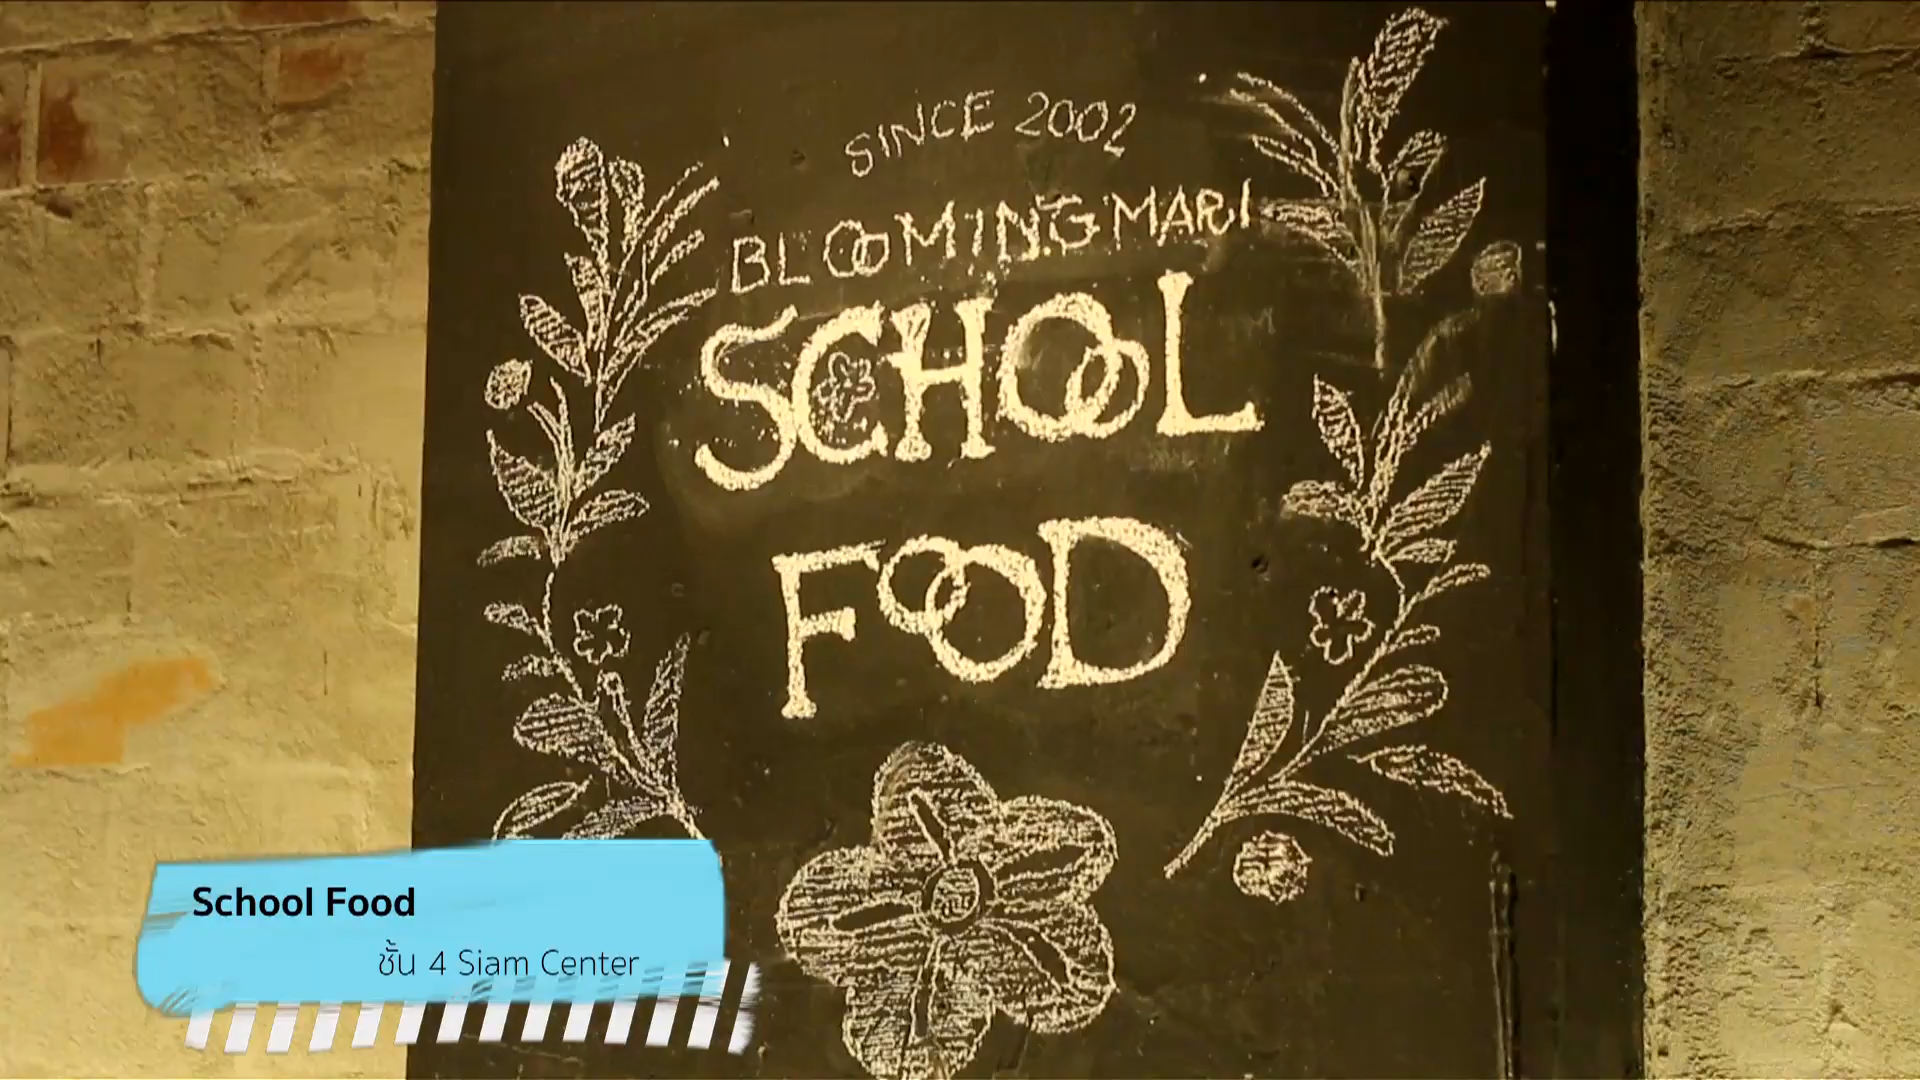 SINCE 2002
BLOOMING MARI
SCHOOL
FOOD
School Food
ชั้น 4 Siam Center